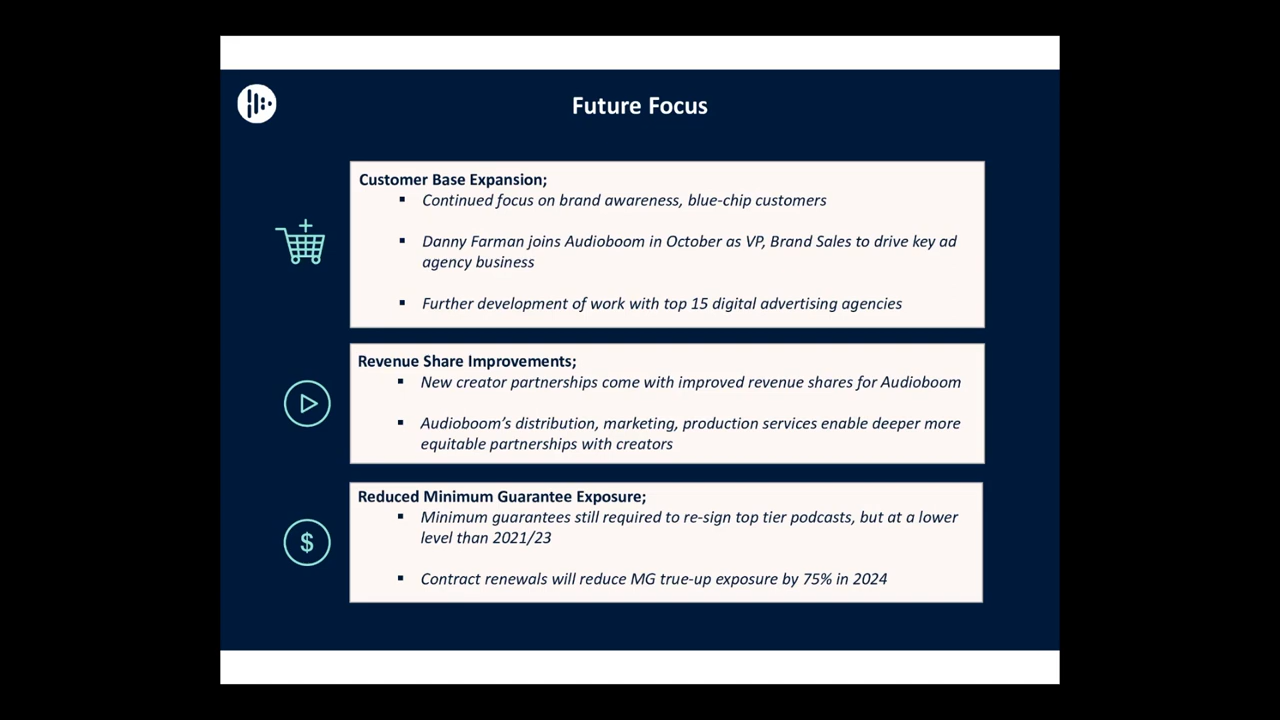 Future Focus
Customer Base Expansion;
▪ Continued focus on brand awareness, blue-chip customers
▪ Danny Farman joins Audioboom in October as VP, Brand Sales to drive key ad
agency business
▪ Further development of work with top 15 digital advertising agencies
Revenue Share Improvements;
▪ New creator partnerships come with improved revenue shares for Audioboom
▪ Audioboom’s distribution, marketing, production services enable deeper more
equitable partnerships with creators
$
Reduced Minimum Guarantee Exposure;
▪ Minimum guarantees still required to re-sign top tier podcasts, but at a lower
level than 2021/23
▪ Contract renewals will reduce MG true-up exposure by 75% in 2024